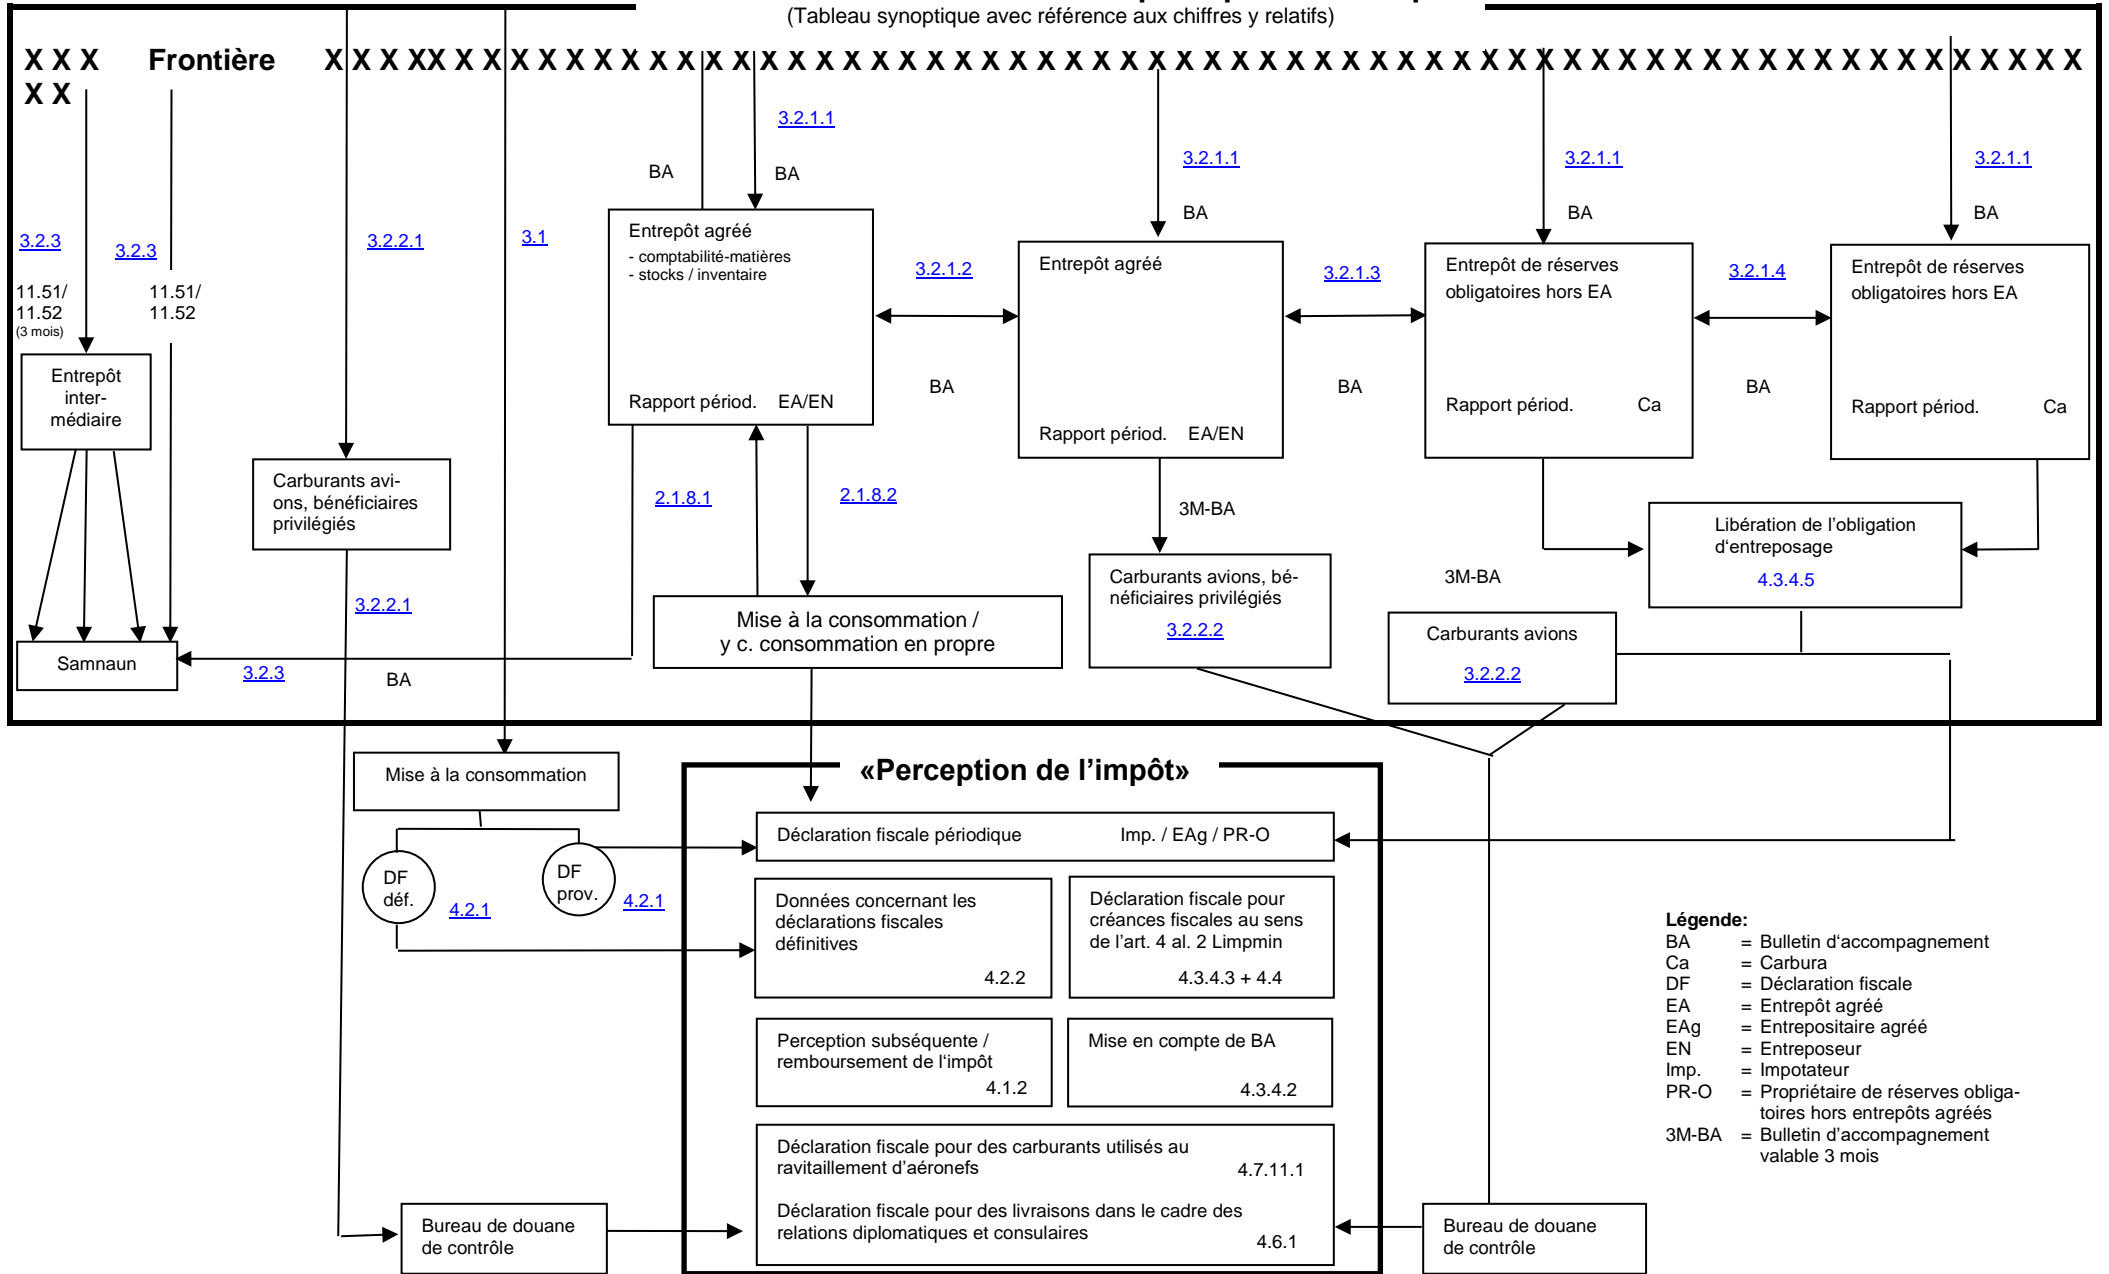 (Tableau synoptique avec référence aux chiffres y relatifs)
X X X Frontière X X X XX X X X X X X X X X X X X X X X X X X X X X X X X X X X X X X X X X X X X X X X X X X X X X X X X X X X X X X
X X
3.2.1.1
BA
BA
3.2.1.1
BA
3.2.1.1
BA
3.2.1.1
BA
3.2.3
3.2.3
3.2.2.1
3.1
11.51/
11.52
(3 mois)
11.51/
11.52
Entrepôt
inter-
médiaire
Entrepôt agréé
- comptabilité-matières
- stocks / inventaire
Rapport périod. EA/EN
3.2.1.2
BA
Entrepôt agréé
Rapport périod. EA/EN
3.2.1.3
BA
Entrepôt de réserves
obligatoires hors EA
Rapport périod. Ca
3.2.1.4
BA
Entrepôt de réserves
obligatoires hors EA
Rapport périod. Ca
Carburants avi-
ons, bénéficiaires
privilégiés
2.1.8.1
2.1.8.2
3M-BA
Libération de l’obligation
d‘entreposage
4.3.4.5
3.2.2.1
Mise à la consommation /
y c. consommation en propre
Carburants avions, bé-
néficiaires privilégiés
3.2.2.2
3M-BA
Carburants avions
3.2.2.2
Samnaun
3.2.3
BA
Mise à la consommation
«Perception de l’impôt»
Déclaration fiscale périodique Imp. / EAg / PR-O
DF
déf.
4.2.1
DF
prov.
4.2.1
Données concernant les
déclarations fiscales
définitives
4.2.2
Déclaration fiscale pour
créances fiscales au sens
de l’art. 4 al. 2 Limpmin
4.3.4.3 + 4.4
Perception subséquente /
remboursement de l‘impôt
4.1.2
Mise en compte de BA
4.3.4.2
Déclaration fiscale pour des carburants utilisés au
ravitaillement d’aéronefs 4.7.11.1
Déclaration fiscale pour des livraisons dans le cadre des
relations diplomatiques et consulaires
4.6.1
Bureau de douane
de contrôle
Bureau de douane
de contrôle
Légende:
BA = Bulletin d‘accompagnement
Ca = Carbura
DF = Déclaration fiscale
EA = Entrepôt agréé
EAg = Entrepositaire agréé
EN = Entreposeur
Imp. = Impotateur
PR-O = Propriétaire de réserves obliga-
toires hors entrepôts agréés
3M-BA = Bulletin d’accompagnement
valable 3 mois